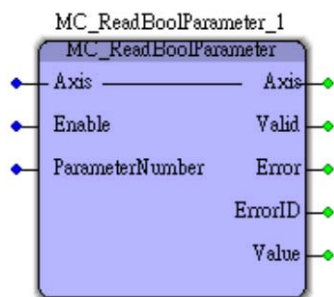 MC_ReadBoolParameter_1
MC_ReadBoolParameter
Axis Axis
Enable Valid
ParameterNumber Error
ErrorID
Value